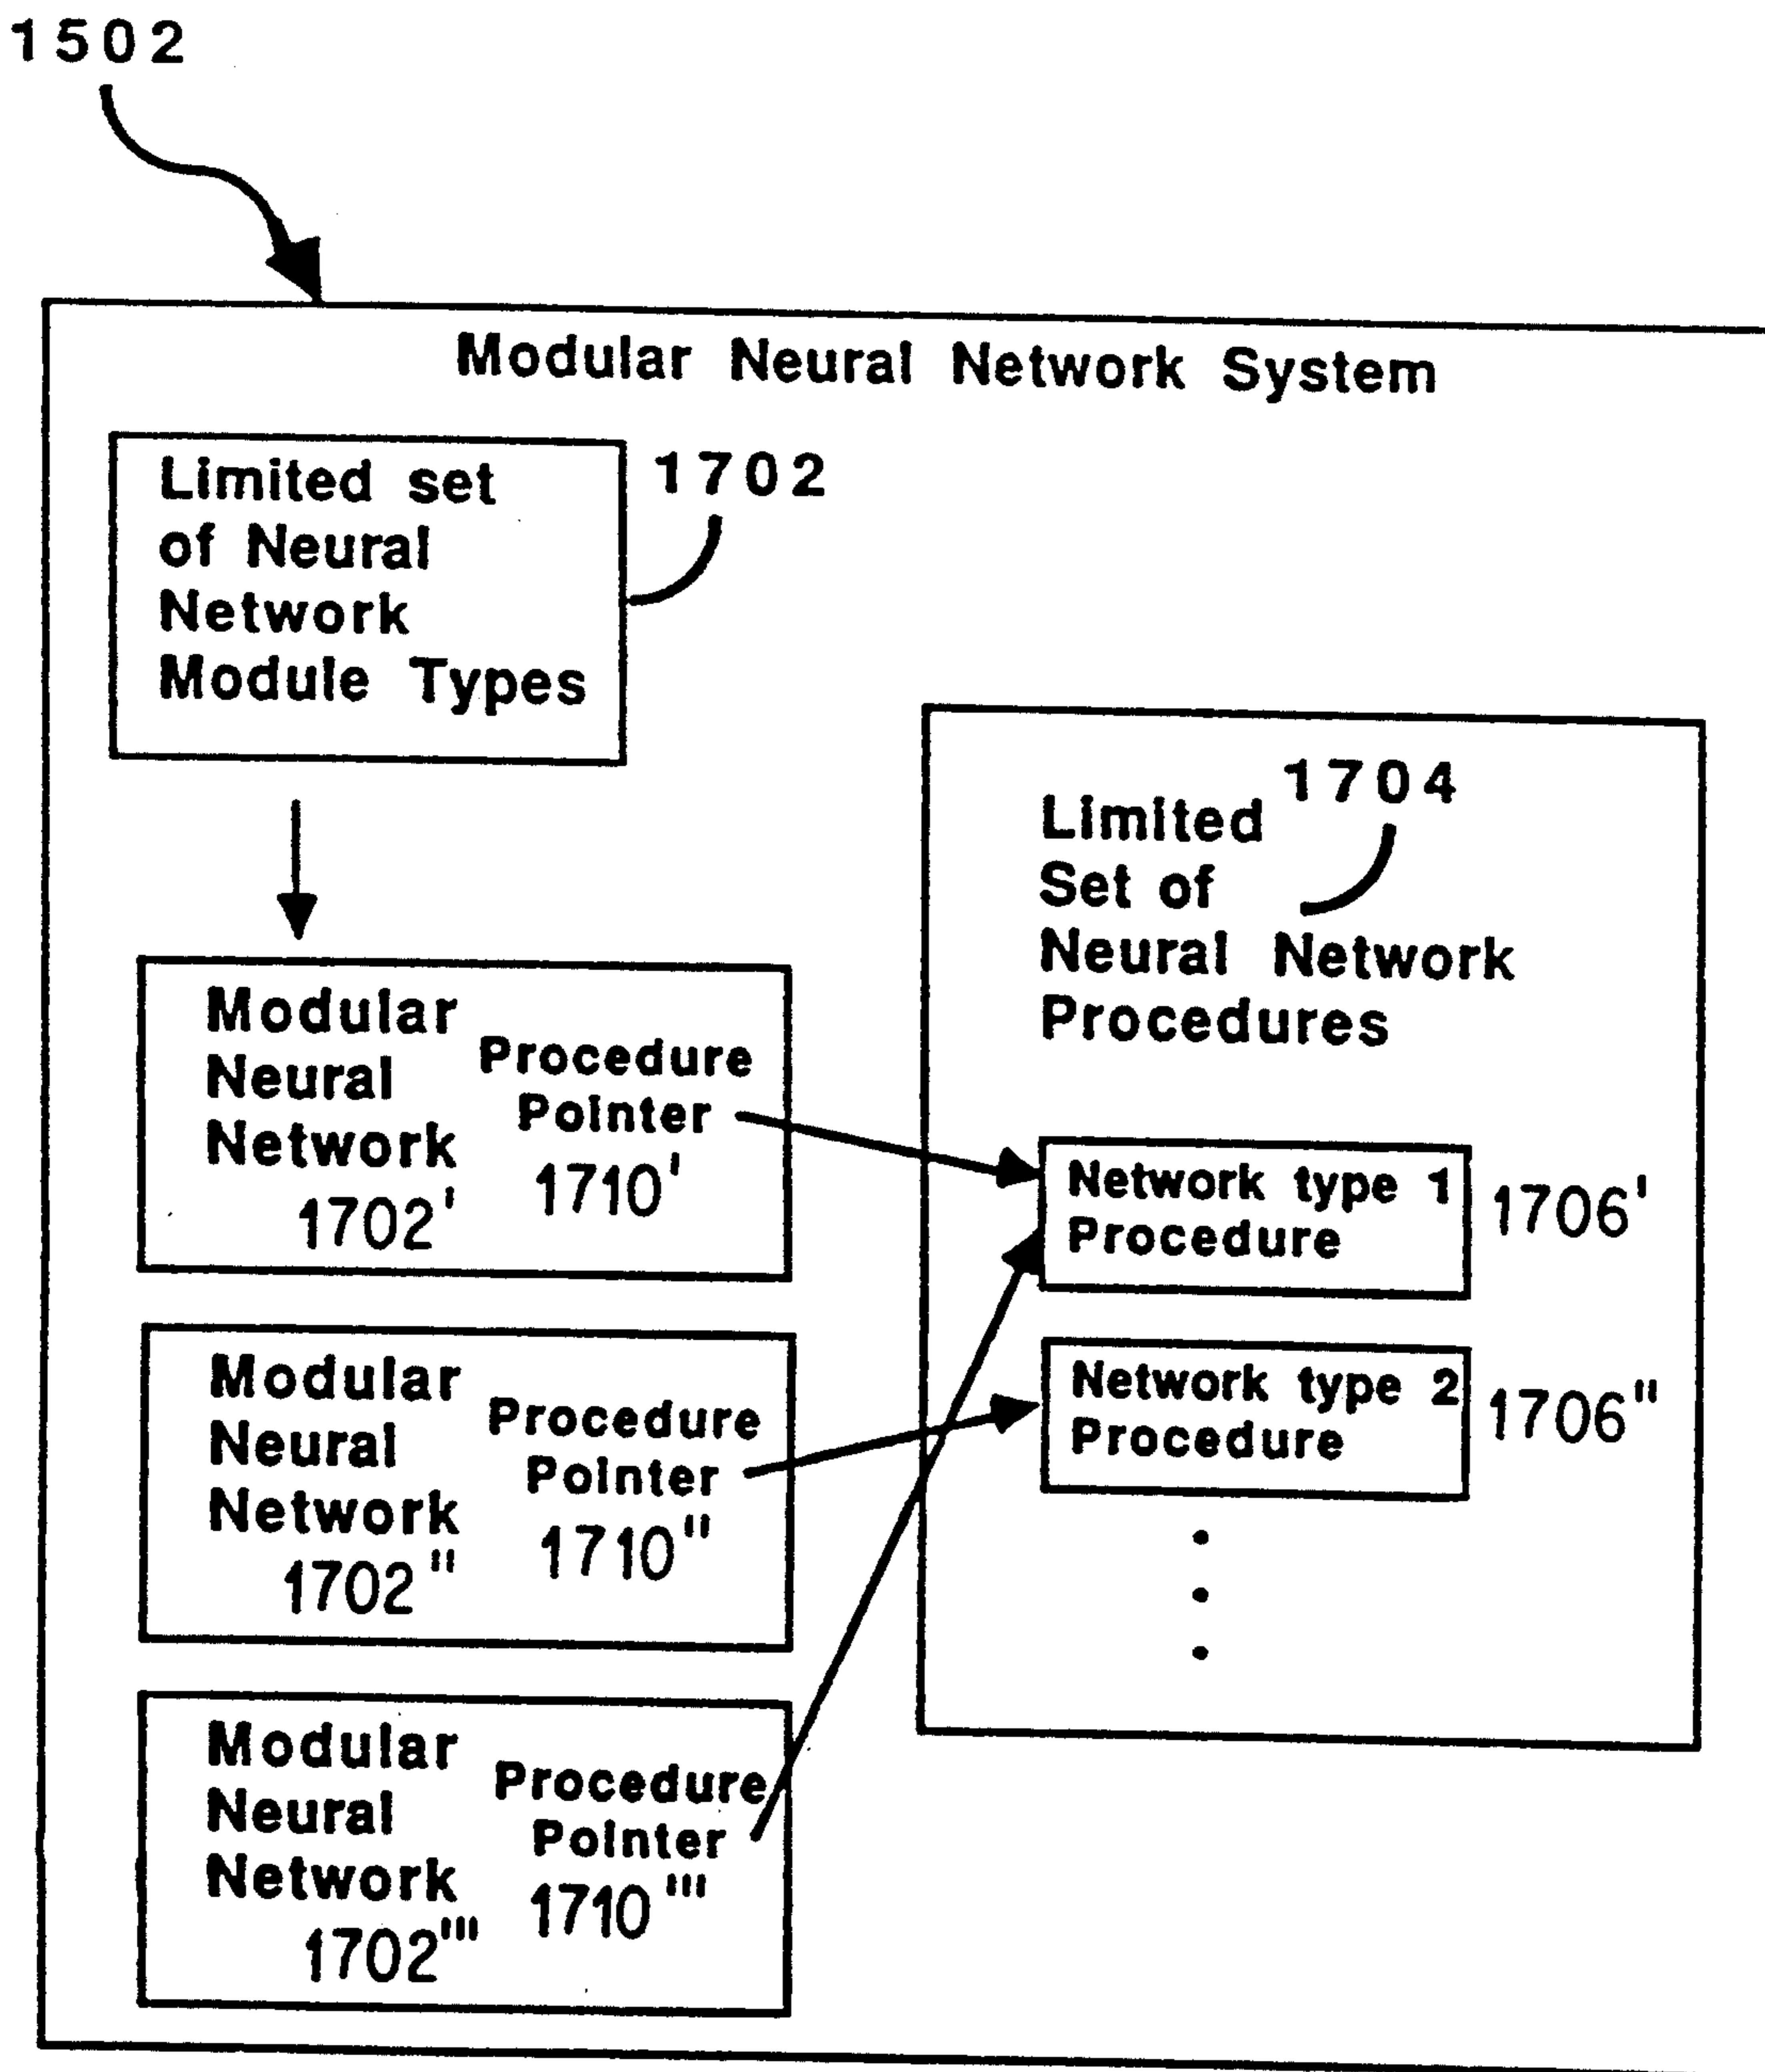 1502
Modular Neural Network System
Limited set
of Neural
Network
Module Types
1702
1704
Limited
Set of
Neural Network
Procedures
Modular
Neural
Network
1702'
Procedure
Pointer
1710'
Network type 1
Procedure
1706'
Modular
Neural
Network
1702"
Procedure
Pointer
1710"
Network type 2
Procedure
1706"
Modular
Neural
Network
1702'''
Procedure
Pointer
1710'''